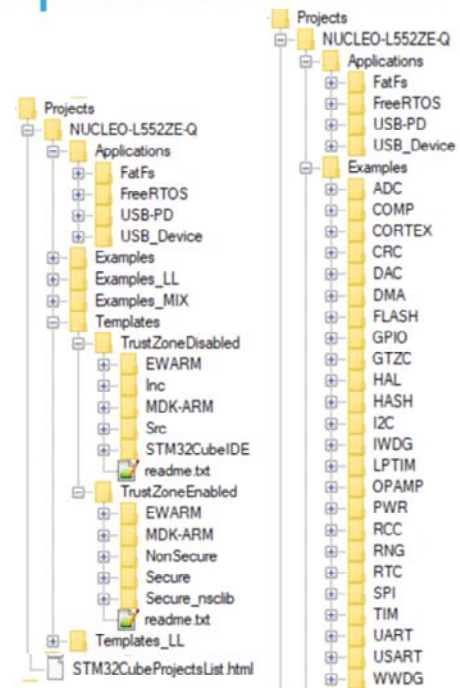 Projects
NUCLEO-L552ZE-Q
Applications
FatFs
FreeRTOS
USB-PD
USB_Device
Examples
Examples_LL
Examples_MIX
Templates
TrustZoneDisabled
EWARM
Inc
MDK-ARM
Src
STM32CubeIDE
readme.txt
TrustZoneEnabled
EWARM
MDK-ARM
NonSecure
Secure
Secure_nsclib
readme.txt
Templates_LL
STM32CubeProjectsList.html
Projects
NUCLEO-L552ZE-Q
Applications
FatFs
FreeRTOS
USB-PD
USB_Device
Examples
ADC
COMP
CORTEX
CRC
DAC
DMA
FLASH
GPIO
GTZC
HAL
HASH
I2C
IWDG
LPTIM
OPAMP
PWR
RCC
RNG
RTC
SPI
TIM
UART
USART
WWDG